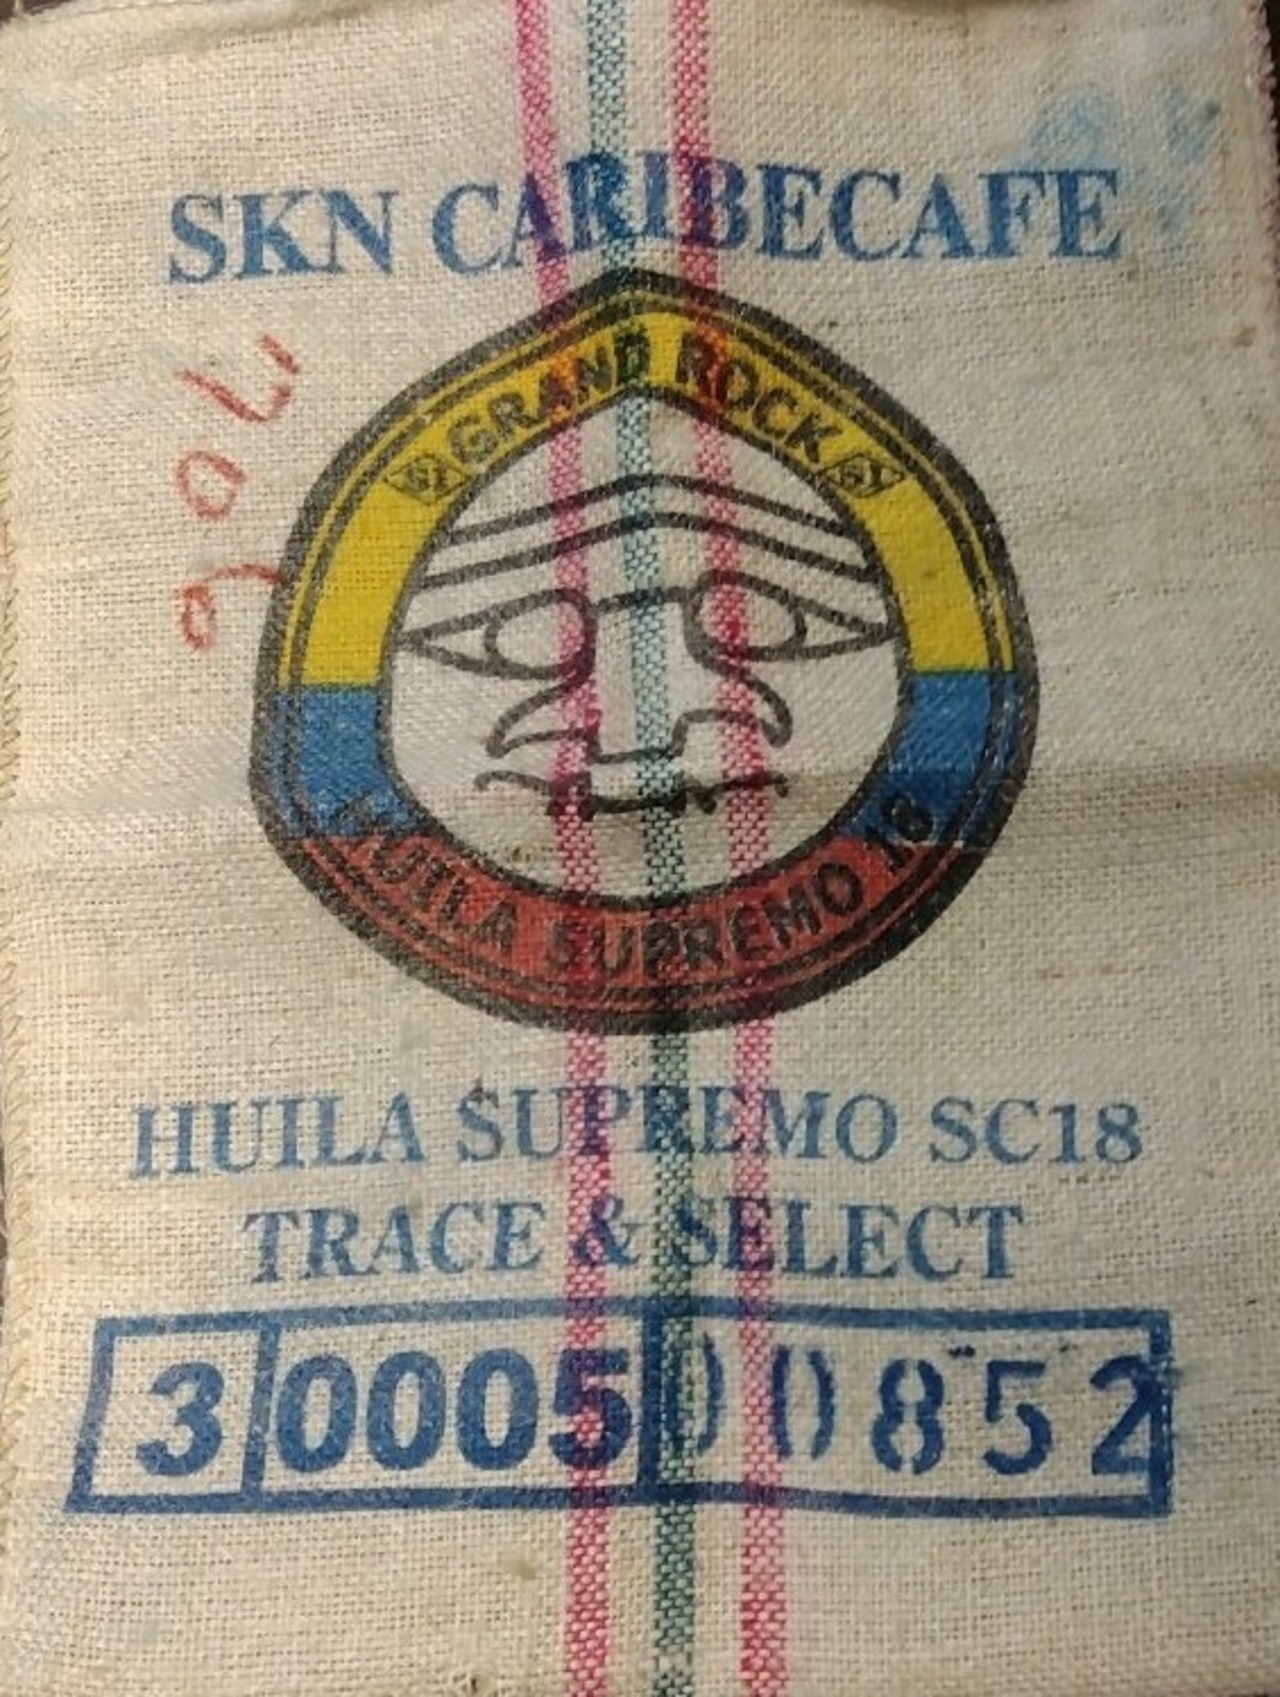 SKN CARIBECAFE
GRAND ROCK
HUILA SUPREMO 18
HUILA SUPREMO SC18
TRACE & SELECT
3 0005 00852